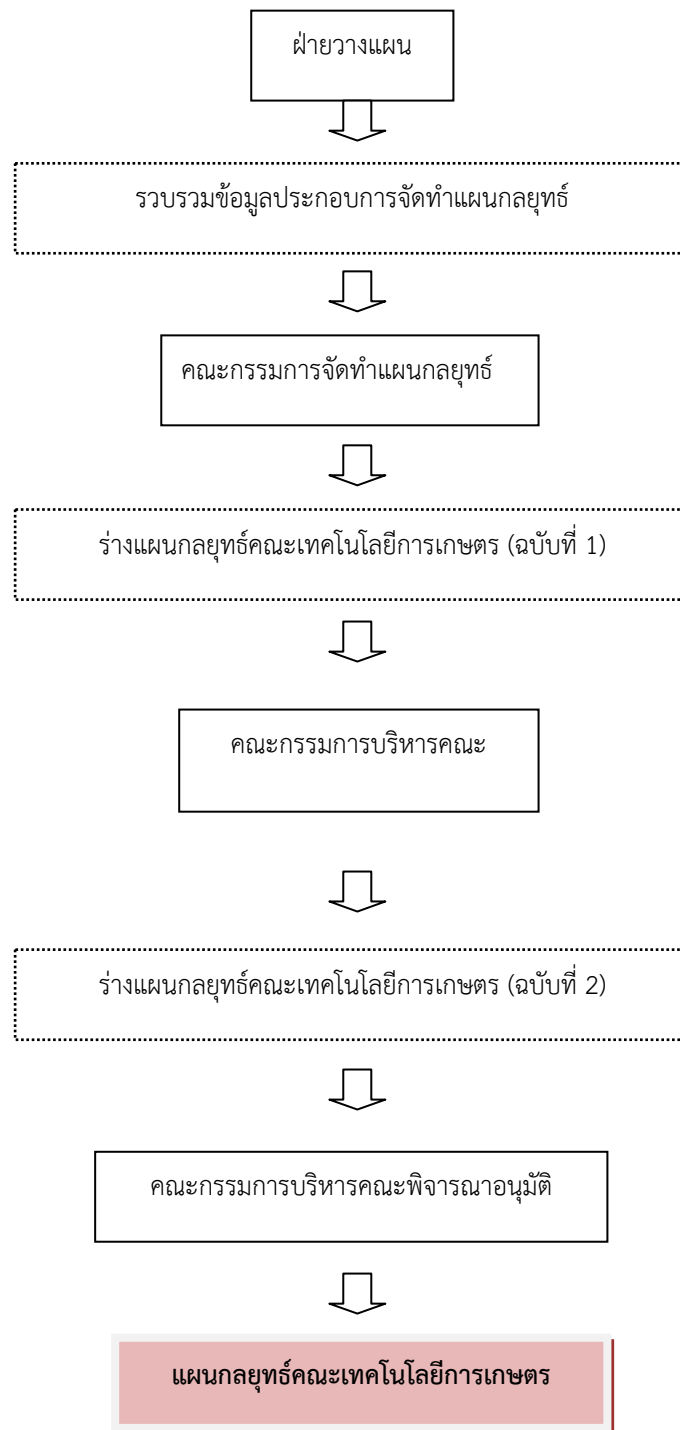 ฝ่ายวางแผน
รวบรวมข้อมูลประกอบการจัดทำแผนกลยุทธ์
คณะกรรมการจัดทำแผนกลยุทธ์
ร่างแผนกลยุทธ์คณะเทคโนโลยีการเกษตร (ฉบับที่ 1)
คณะกรรมการบริหารคณะ
ร่างแผนกลยุทธ์คณะเทคโนโลยีการเกษตร (ฉบับที่ 2)
คณะกรรมการบริหารคณะพิจารณาอนุมัติ
แผนกลยุทธ์คณะเทคโนโลยีการเกษตร